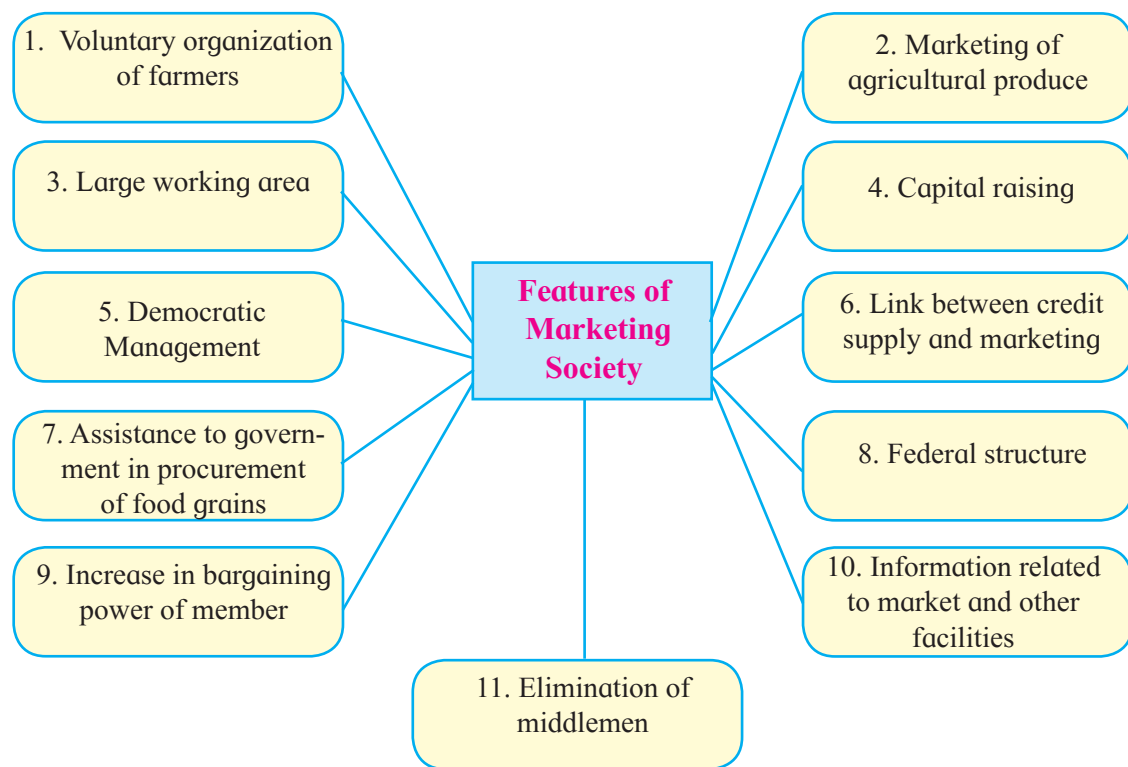 1. Voluntary organization
of farmers
2. Marketing of
agricultural produce
3. Large working area
4. Capital raising
Features of
Marketing
Society
5. Democratic
Management
6. Link between credit
supply and marketing
7. Assistance to govern-
ment in procurement
of food grains
8. Federal structure
9. Increase in bargaining
power of member
10. Information related
to market and other
facilities
11. Elimination of
middlemen